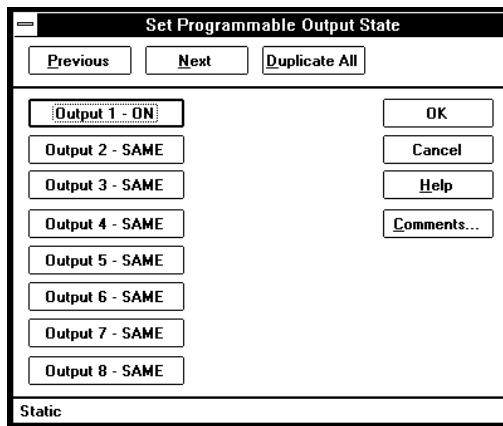 Set Programmable Output State
Previous Next Duplicate All
Output 1 - ON OK
Output 2 - SAME Cancel
Output 3 - SAME Help
Output 4 - SAME Comments...
Output 5 - SAME
Output 6 - SAME
Output 7 - SAME
Output 8 - SAME
Static